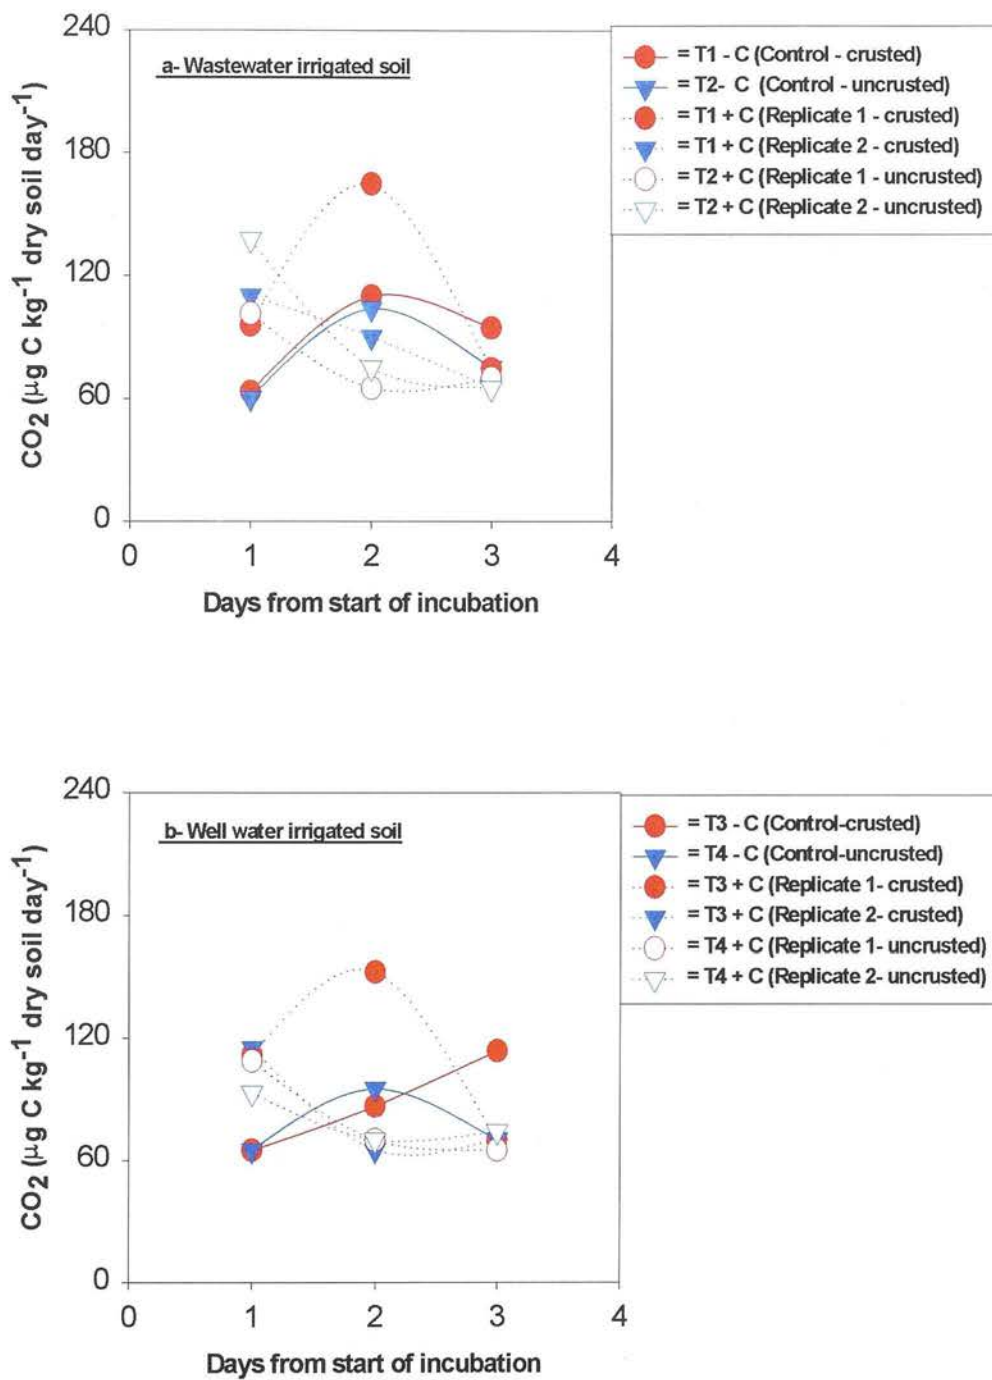 240
180
120
60
0
CO2 (µg C kg-1 dry soil day-1)
a- Wastewater irrigated soil
0 1 2 3 4
Days from start of incubation
= T1 - C (Control - crusted)
= T2- C (Control - uncrusted)
= T1 + C (Replicate 1 - crusted)
= T1 + C (Replicate 2 - crusted)
= T2 + C (Replicate 1 - uncrusted)
= T2 + C (Replicate 2 - uncrusted)
240
180
120
60
0
CO2 (µg C kg-1 dry soil day-1)
b- Well water irrigated soil
0 1 2 3 4
Days from start of incubation
= T3 - C (Control-crusted)
= T4 - C (Control-uncrusted)
= T3 + C (Replicate 1- crusted)
= T3 + C (Replicate 2- crusted)
= T4 + C (Replicate 1- uncrusted)
= T4 + C (Replicate 2- uncrusted)